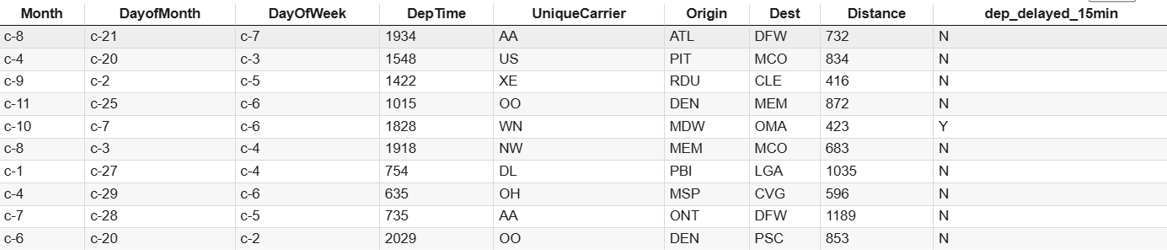 Month DayofMonth DayOfWeek DepTime UniqueCarrier Origin Dest Distance dep_delayed_15min
c-8 c-21 c-7 1934 AA ATL DFW 732 N
c-4 c-20 c-3 1548 US PIT MCO 834 N
c-9 c-2 c-5 1422 XE RDU CLE 416 N
c-11 c-25 c-6 1015 OO DEN MEM 872 N
c-10 c-7 c-6 1828 WN MDW OMA 423 Y
c-8 c-3 c-4 1918 NW MEM MCO 683 N
c-1 c-27 c-4 754 DL PBI LGA 1035 N
c-4 c-29 c-6 635 OH MSP CVG 596 N
c-7 c-28 c-5 735 AA ONT DFW 1189 N
c-6 c-20 c-2 2029 OO DEN PSC 853 N